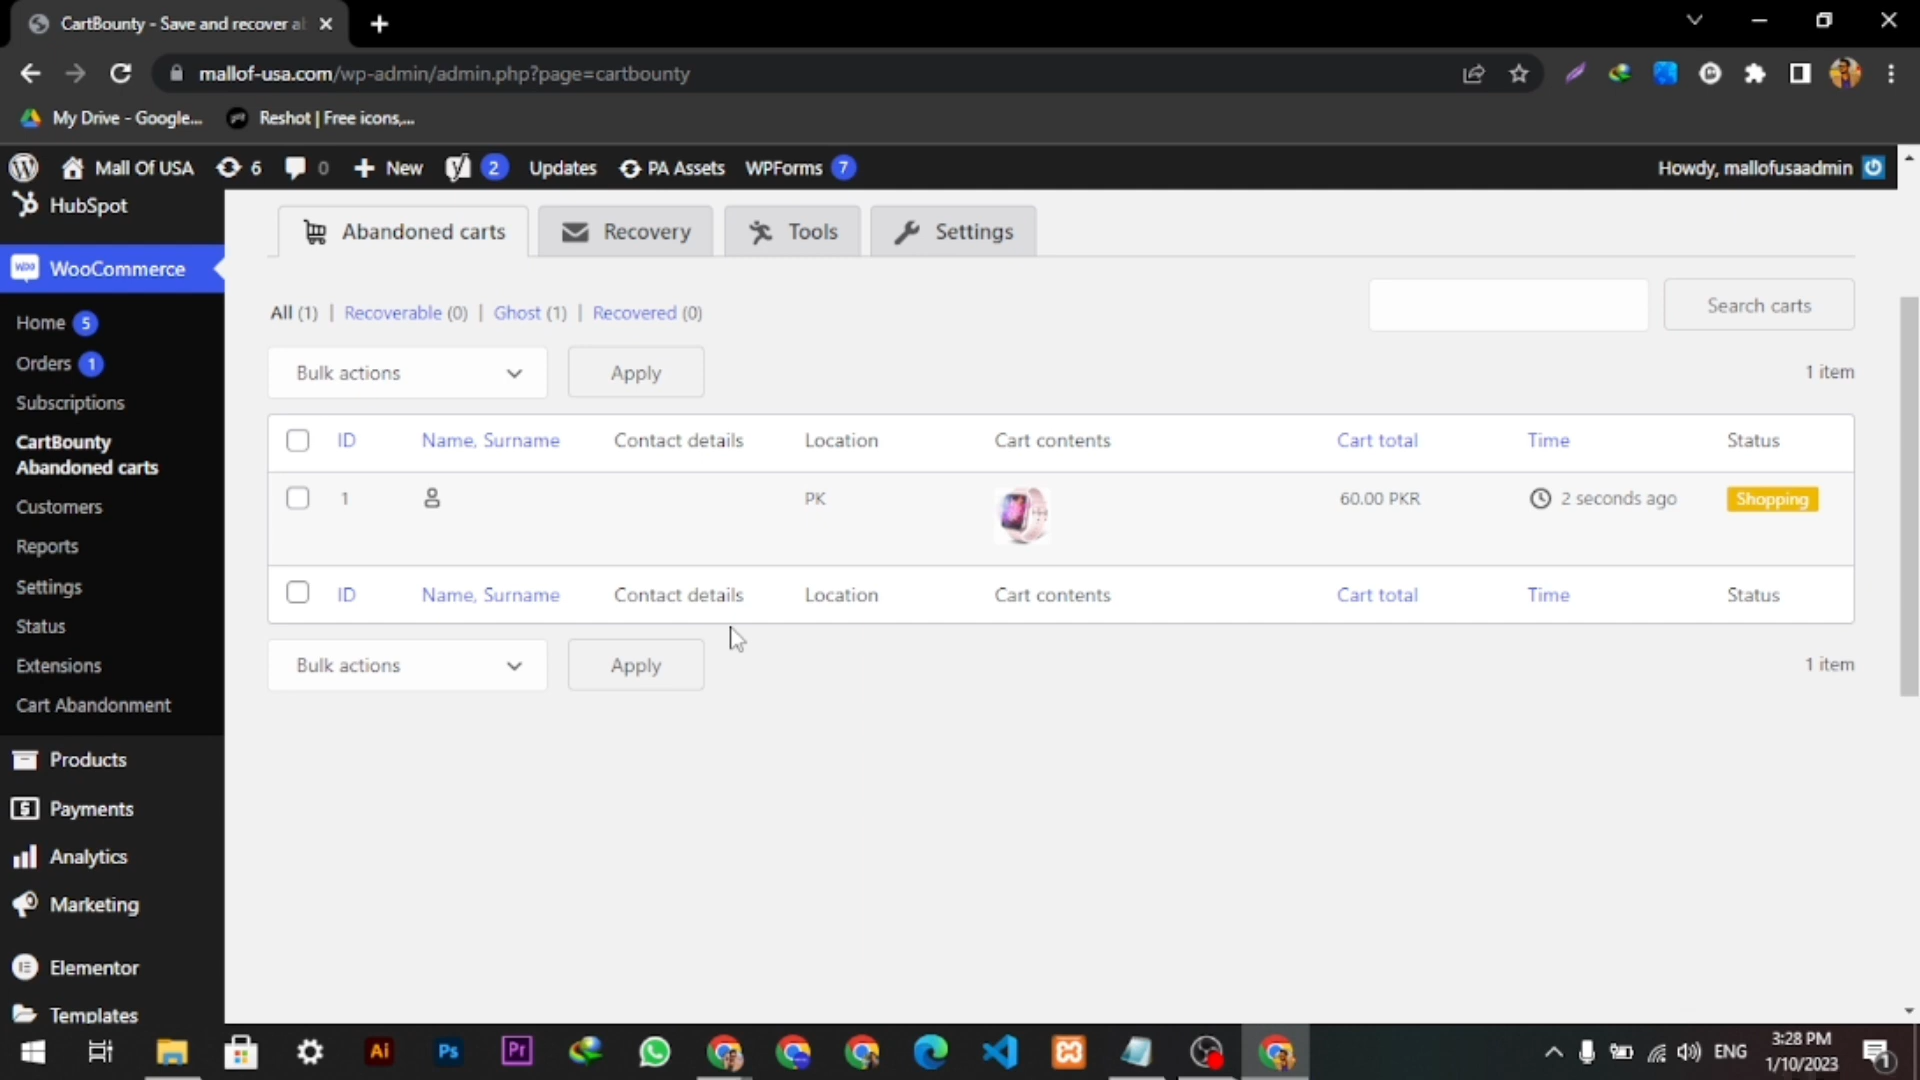 CartBounty - Save and recover a
mallof-usa.com/wp-admin/admin.php?page=cartbounty
My Drive - Google...
Reshot | Free icons,...
Mall Of USA
6
0
New
2
Updates
PA Assets
WPForms 7
Howdy, mallofusaadmin
HubSpot
WooCommerce
Home 5
Orders 1
Subscriptions
CartBounty
Abandoned carts
Customers
Reports
Settings
Status
Extensions
Cart Abandonment
Products
Payments
Analytics
Marketing
Elementor
Templates
Abandoned carts
Recovery
Tools
Settings
All (1) | Recoverable (0) | Ghost (1) | Recovered (0)
Search carts
Bulk actions
Apply
1 item
ID Name, Surname Contact details Location Cart contents Cart total Time Status
1 PK 60.00 PKR 2 seconds ago Shopping
ID Name, Surname Contact details Location Cart contents Cart total Time Status
Bulk actions
Apply
1 item
Ai
Ps
Pr
ENG
3:28 PM
1/10/2023
1